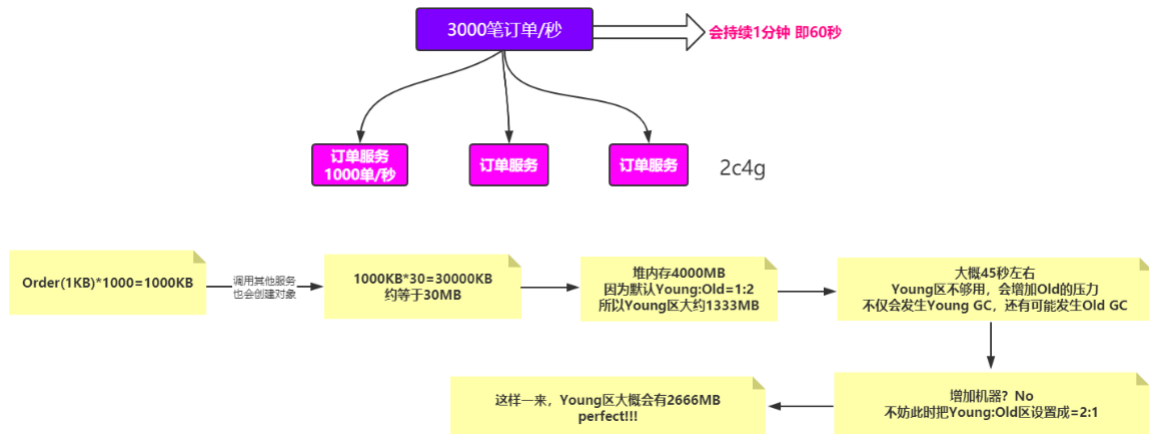 3000笔订单/秒
会持续1分钟 即60秒
订单服务
1000单/秒
订单服务
订单服务
2c4g
Order(1KB)*1000=1000KB
调用其他服务
也会创建对象
1000KB*30=30000KB
约等于30MB
堆内存4000MB
因为默认Young:Old=1:2
所以Young区大约1333MB
大概45秒左右
Young区不够用，会增加Old的压力
不仅会发生Young GC，还有可能发生Old GC
增加机器？No
不妨此时把Young:Old区设置成=2:1
这样一来，Young区大概会有2666MB
perfect!!!